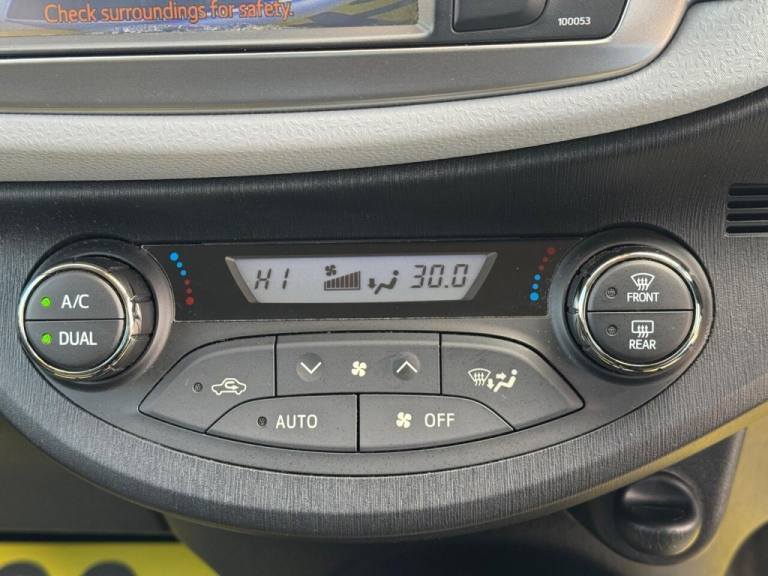 Check surroundings for safety.
100053
HI
30.0
A/C
DUAL
FRONT
REAR
AUTO
OFF